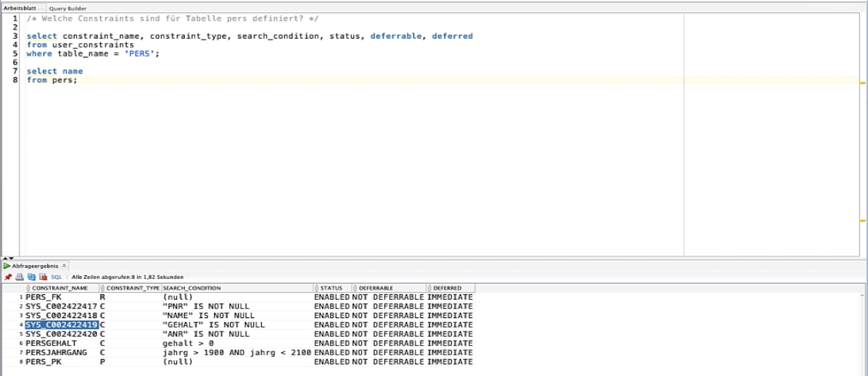 Arbeitsblatt Query Builder
1 /* Welche Constraints sind für Tabelle pers definiert? */
2
3 select constraint_name, constraint_type, search_condition, status, deferrable, deferred
4 from user_constraints
5 where table_name = 'PERS';
6
7 select name
8 from pers;
Abfrageergebnis ×
SQL | Alle Zeilen abgerufen: 8 in 1,82 Sekunden
CONSTRAINT_NAME CONSTRAINT_TYPE SEARCH_CONDITION STATUS DEFERRABLE DEFERRED
1 PERS_FK R (null) ENABLED NOT DEFERRABLE IMMEDIATE
2 SYS_C002422417 C "PNR" IS NOT NULL ENABLED NOT DEFERRABLE IMMEDIATE
3 SYS_C002422418 C "NAME" IS NOT NULL ENABLED NOT DEFERRABLE IMMEDIATE
4 SYS_C002422419 C "GEHALT" IS NOT NULL ENABLED NOT DEFERRABLE IMMEDIATE
5 SYS_C002422420 C "ANR" IS NOT NULL ENABLED NOT DEFERRABLE IMMEDIATE
6 PERSGEHALT C gehalt > 0 ENABLED NOT DEFERRABLE IMMEDIATE
7 PERSJAHRGANG C jahrg > 1900 AND jahrg < 2100 ENABLED NOT DEFERRABLE IMMEDIATE
8 PERS_PK P (null) ENABLED NOT DEFERRABLE IMMEDIATE